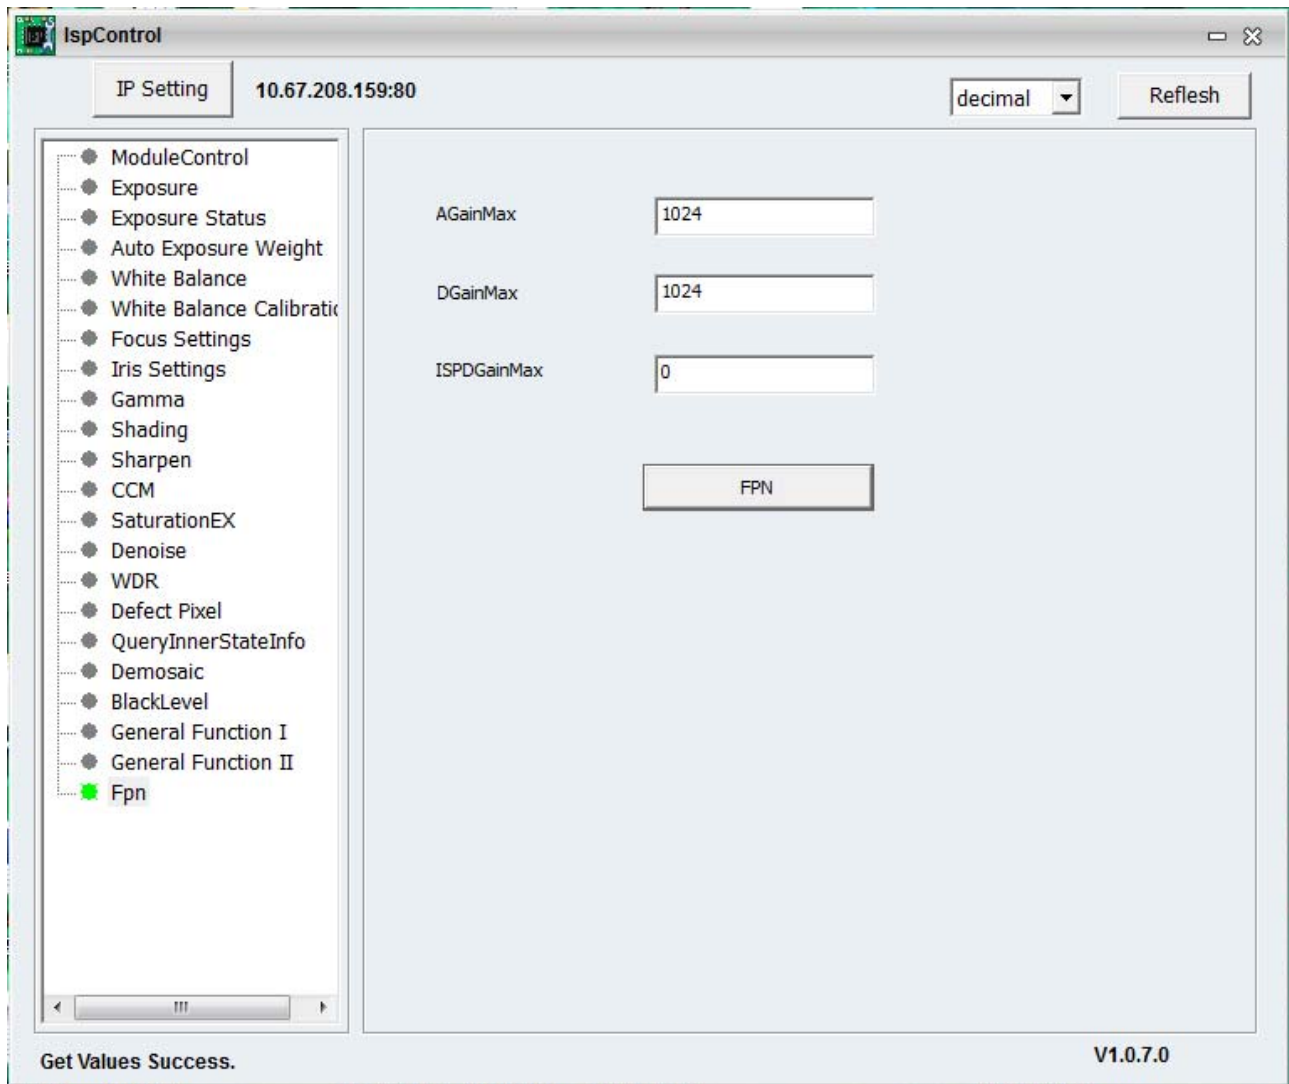 IspControl
IP Setting
10.67.208.159:80
decimal
Reflesh
ModuleControl
Exposure
Exposure Status
Auto Exposure Weight
White Balance
White Balance Calibratic
Focus Settings
Iris Settings
Gamma
Shading
Sharpen
CCM
SaturationEX
Denoise
WDR
Defect Pixel
QueryInnerStateInfo
Demosaic
BlackLevel
General Function I
General Function II
Fpn
AGainMax 1024
DGainMax 1024
ISPDGainMax 0
FPN
Get Values Success.
V1.0.7.0